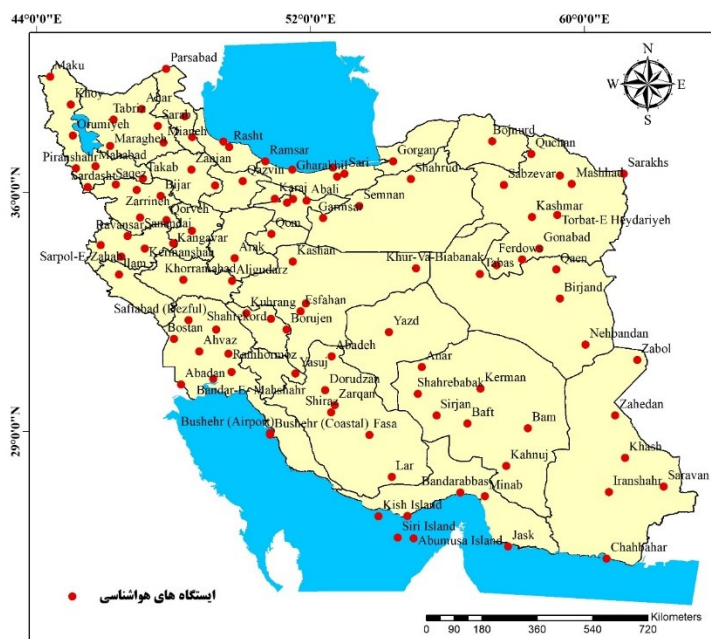 44°0'0"E
52°0'0"E
60°0'0"E
Maku
Parsabad
N
W
E
S
Khoy
Ahar
Tabriz
Sarab
Orumiyeh
Maragheh
Mianeh
Rasht
Bojnurd
Quchan
Piranshahr
Mahabad
Ramsar
Gorgan
Sari
Gharakhil
Sardasht
Saqez
Takab
Zanjan
Qazvin
Shahrud
Sabzevar
Mashhad
Sarakhs
36°0'0"N
Bijar
Karaj
Abali
Semnan
Kashmar
Zarrineh
Garmsar
Torbat-E Heydariyeh
Qorveh
Ravansar
Sanandaj
Qom
Gonabad
Kangavar
Ferdows
Sarpol-E-Zahab
Kermanshah
Arak
Kashan
Khur-Va-Biabanak
Qaen
Ilam
Khorramabad
Aligudarz
Tabas
Birjand
Safiabad (Dezful)
Kuhrang
Esfahan
Shahrekord
Bostan
Borujen
Yazd
Nehbandan
Ahvaz
Ramhormoz
Abadeh
Zabol
Abadan
Yasuj
Anar
Bandar-E- Mahshahr
Dorudzan
Shahrebabak
Kerman
Shiraz
Zarqan
Sirjan
Baft
Bam
Zahedan
29°0'0"N
Bushehr (Airport)
Bushehr (Coastal)
Fasa
Khash
Kahnuj
Lar
Bandarabbas
Minab
Iranshahr
Saravan
Kish Island
Siri Island
Abumusa Island
Jask
Chahbahar
ایستگاه های هواشناسی
Kilometers
0 90 180 360 540 720